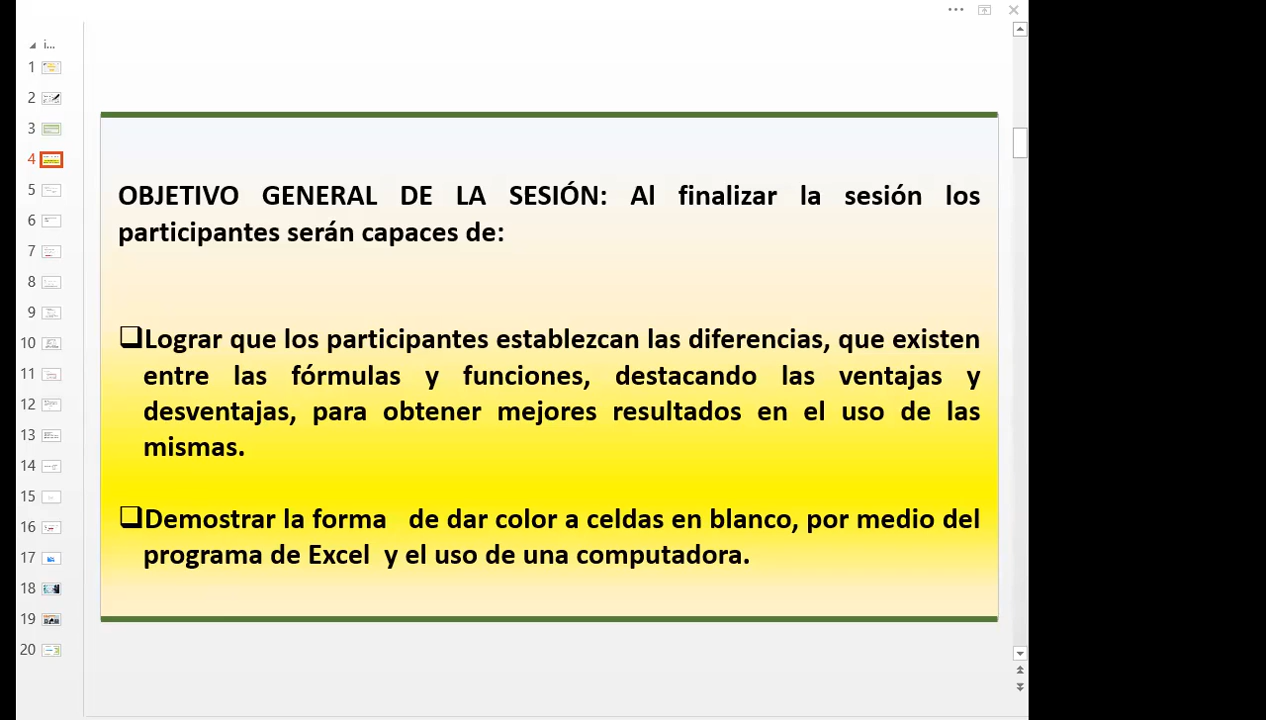 i...
1
2
3
4
5
6
7
8
9
10
11
12
13
14
15
16
17
18
19
20
OBJETIVO GENERAL DE LA SESIÓN: Al finalizar la sesión los
participantes serán capaces de:
❑Lograr que los participantes establezcan las diferencias, que existen
entre las fórmulas y funciones, destacando las ventajas y
desventajas, para obtener mejores resultados en el uso de las
mismas.
❑Demostrar la forma de dar color a celdas en blanco, por medio del
programa de Excel y el uso de una computadora.